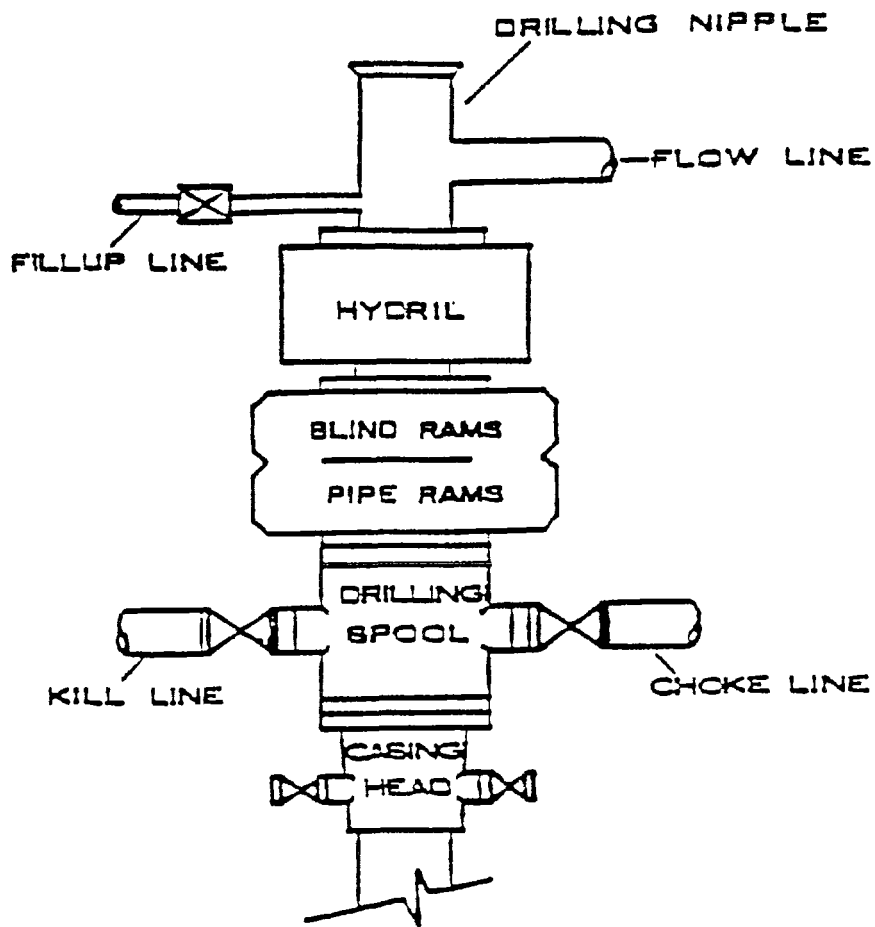 DRILLING NIPPLE
FLOW LINE
FILLUP LINE
HYDRIL
BLIND RAMS
PIPE RAMS
DRILLING
SPOOL
KILL LINE
CHOKE LINE
CASING
HEAD